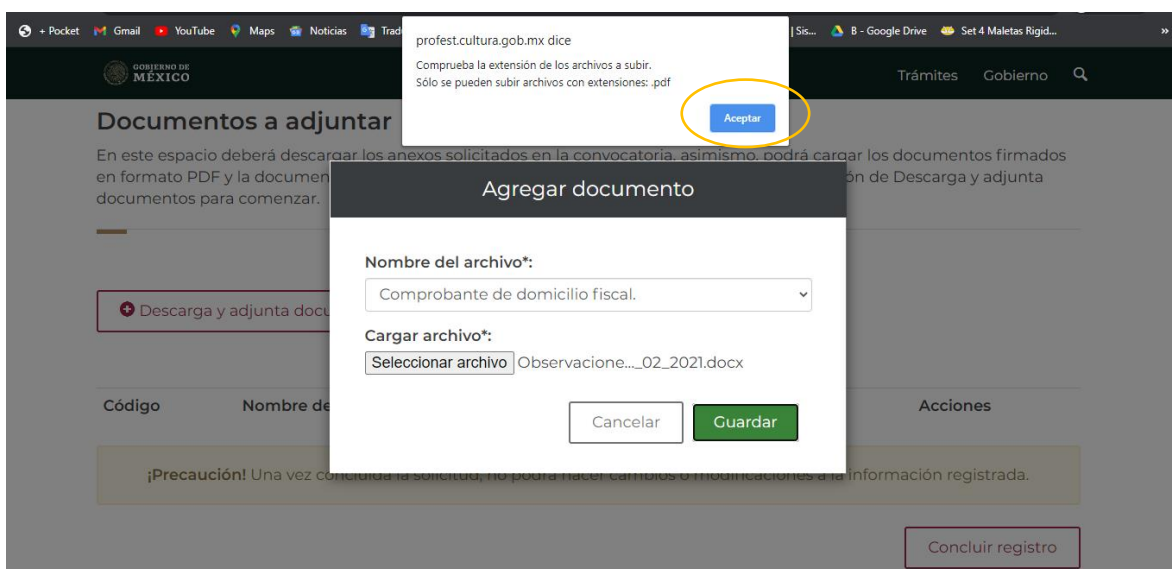 + Pocket Gmail YouTube Maps Noticias Trad
| Sis... B - Google Drive Set 4 Maletas Rigid... »
profest.cultura.gob.mx dice
Comprueba la extensión de los archivos a subir.
Sólo se pueden subir archivos con extensiones: .pdf
Aceptar
GOBIERNO DE
MÉXICO
Trámites Gobierno
Documentos a adjuntar
En este espacio deberá descargar los anexos solicitados en la convocatoria, asimismo, podrá cargar los documentos firmados
en formato PDF y la documen ón de Descarga y adjunta
documentos para comenzar.
Agregar documento
Nombre del archivo*:
Comprobante de domicilio fiscal.
Descarga y adjunta docu
Cargar archivo*:
Seleccionar archivo Observacione..._02_2021.docx
Cancelar Guardar
Código Nombre de Acciones
¡Precaución! Una vez concluida la solicitud, no podrá hacer cambios o modificaciones a la información registrada.
Concluir registro